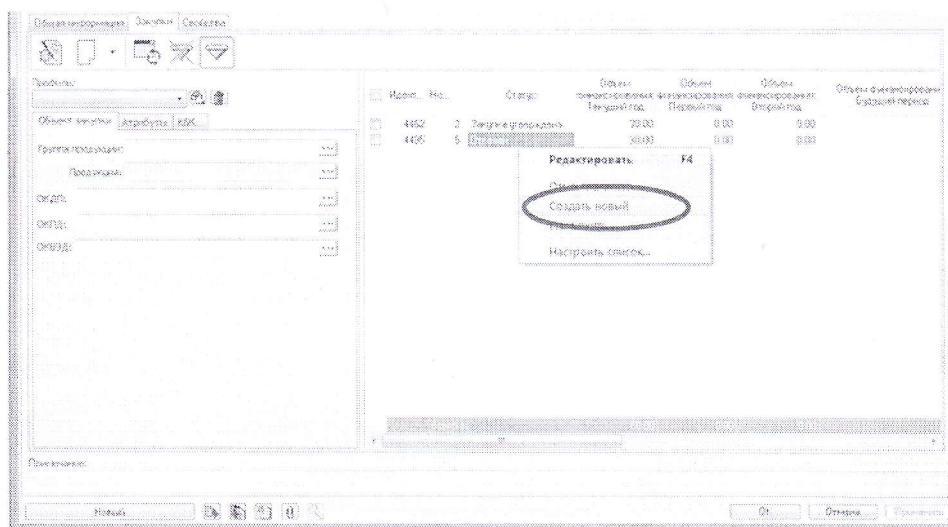 Общая информация Закупки Свойства
Профиль:
Объект закупки Атрибуты КБК
Группа продукции:
Продукция:
ОКДП:
ОКПД:
ОКВЭД:
Идент... Но... Статус Объем финансирования Текущий год Объем финансирования Первый год Объем финансирования Второй год Объем финансирования Будущий период
4462 2 Закупка утверждена 70.00 0.00 0.00
5 30.00 0.00 0.00
Редактировать F4
Создать новый
Настроить список...
Примечание:
Новый
OK Отмена Применить